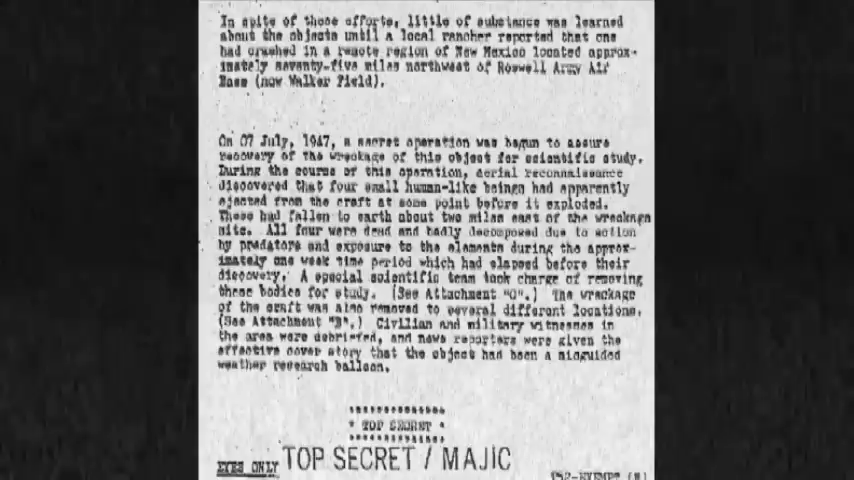 In spite of these efforts, little of substance was learned
about the objects until a local rancher reported that one
had crashed in a remote region of New Mexico located approx-
imately seventy-five miles northwest of Roswell Army Air
Base (now Walker Field).
On 07 July, 1947, a secret operation was begun to assure
recovery of the wreckage of this object for scientific study.
During the course of this operation, aerial reconnaissance
discovered that four small human-like beings had apparently
ejected from the craft at some point before it exploded.
These had fallen to earth about two miles east of the wreckage
site. All four were dead and badly decomposed due to action
by predators and exposure to the elements during the approx-
imately one week time period which had elapsed before their
discovery. A special scientific team took charge of removing
these bodies for study. (See Attachment "C".) The wreckage
of the craft was also removed to several different locations.
(See Attachment "B".) Civilian and military witnesses in
the area were debriefed, and news reporters were given the
effective cover story that the object had been a misguided
weather research balloon.
* TOP SECRET *
EYES ONLY TOP SECRET / MAJIC
T52-EXEMPT (E)